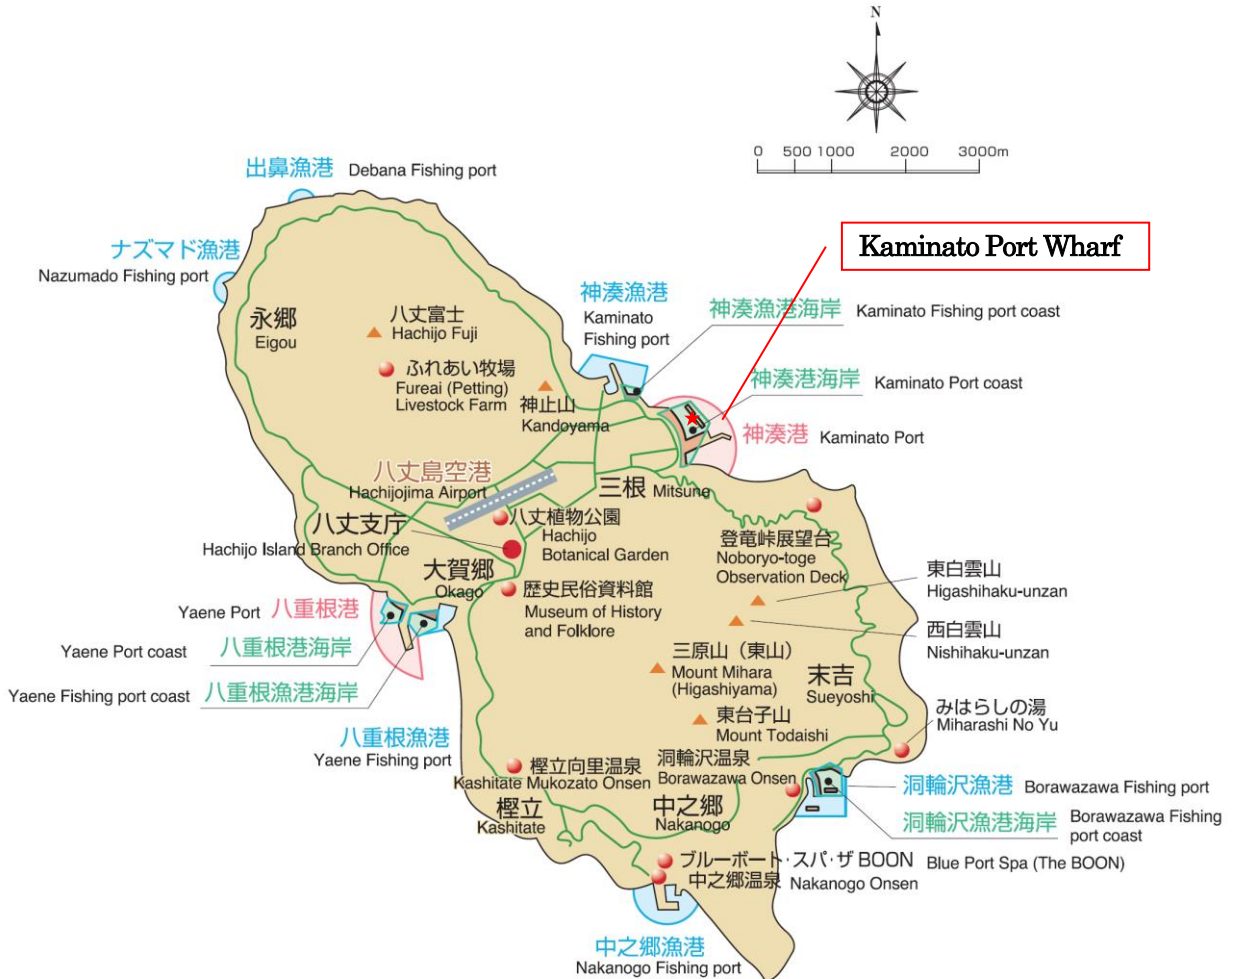 N
0 500 1000 2000 3000m
出鼻漁港 Debana Fishing port
ナズマド漁港
Nazumado Fishing port
Kaminato Port Wharf
永郷
Eigou
八丈富士
Hachijo Fuji
ふれあい牧場
Fureai (Petting)
Livestock Farm
神止山
Kandoyama
神湊漁港
Kaminato
Fishing port
神湊漁港海岸 Kaminato Fishing port coast
神湊港海岸 Kaminato Port coast
神湊港 Kaminato Port
八丈島空港
Hachijojima Airport
三根 Mitsune
八丈支庁
Hachijo Island Branch Office
八丈植物公園
Hachijo
Botanical Garden
大賀郷
Okago
歴史民俗資料館
Museum of History
and Folklore
登竜峠展望台
Noboryo-toge
Observation Deck
東白雲山
Higashihaku-unzan
西白雲山
Nishihaku-unzan
Yaene Port 八重根港
Yaene Port coast 八重根港海岸
Yaene Fishing port coast 八重根漁港海岸
八重根漁港
Yaene Fishing port
三原山（東山）
Mount Mihara
(Higashiyama)
末吉
Sueyoshi
東台子山
Mount Todaishi
みはらしの湯
Miharashi No Yu
樫立向里温泉
Kashitate Mukozato Onsen
洞輪沢温泉
Borawazawa Onsen
樫立
Kashitate
中之郷
Nakanogo
洞輪沢漁港 Borawazawa Fishing port
洞輪沢漁港海岸 Borawazawa Fishing
port coast
ブルーポート・スパ・ザ BOON Blue Port Spa (The BOON)
中之郷温泉 Nakanogo Onsen
中之郷漁港
Nakanogo Fishing port